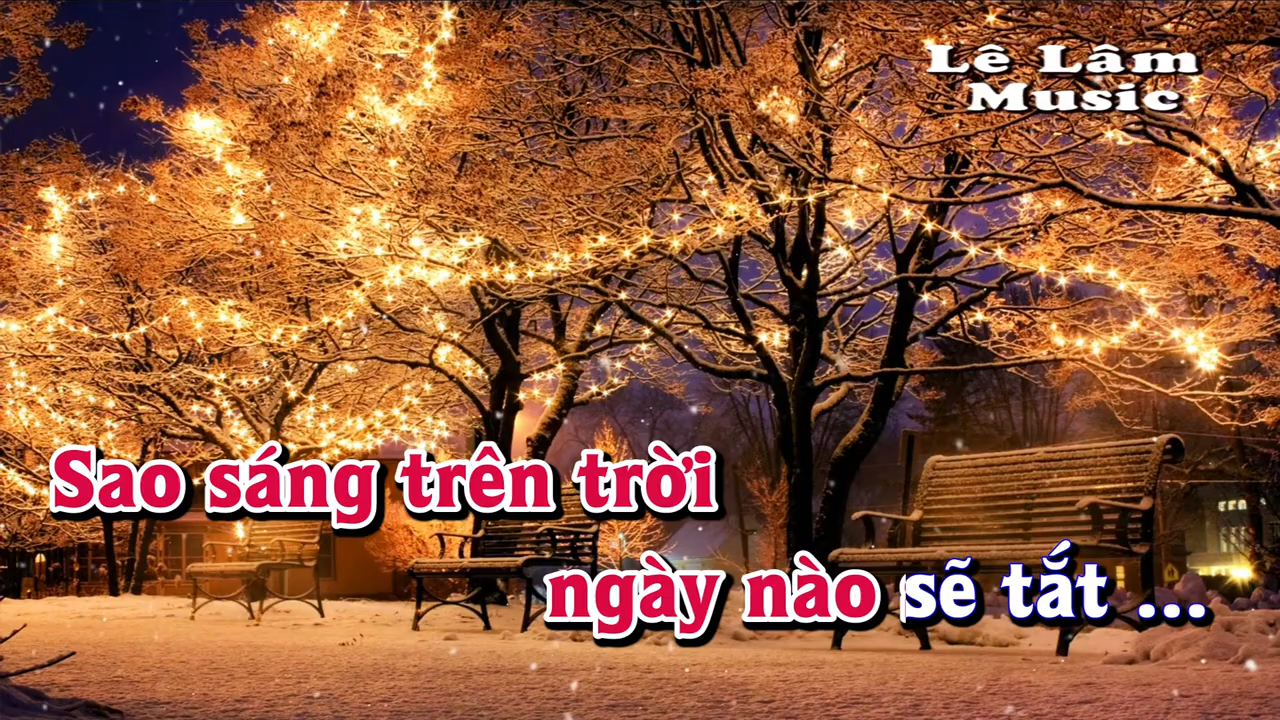 Lê Lâm
Music
Sao sáng trên trời
ngày nào sẽ tắt ...